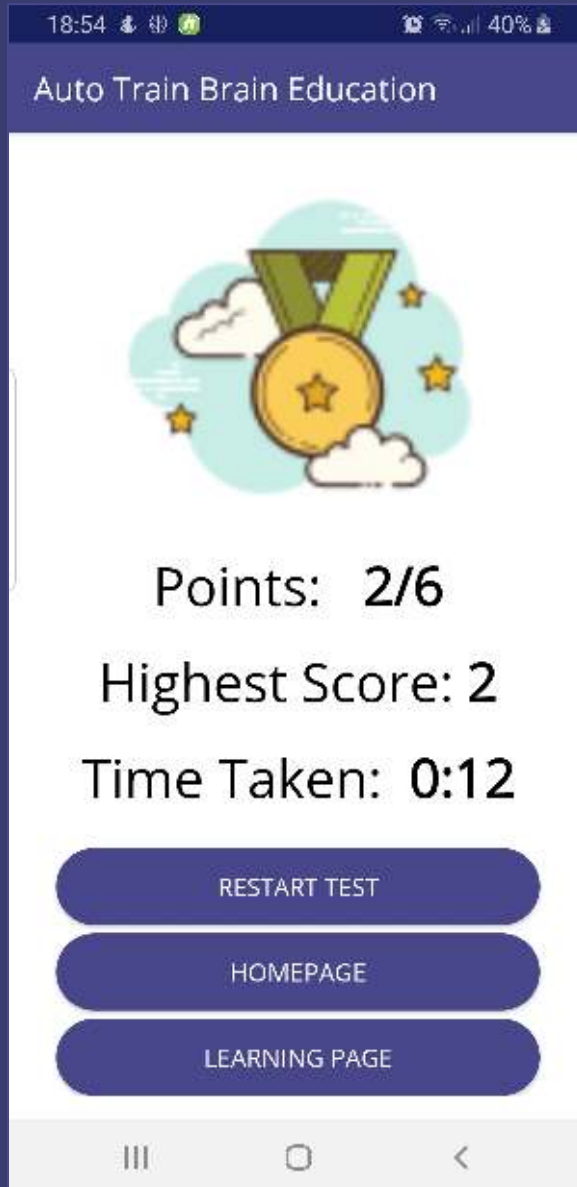 18:54 40%
Auto Train Brain Education
Points: 2/6
Highest Score: 2
Time Taken: 0:12
RESTART TEST
HOMEPAGE
LEARNING PAGE